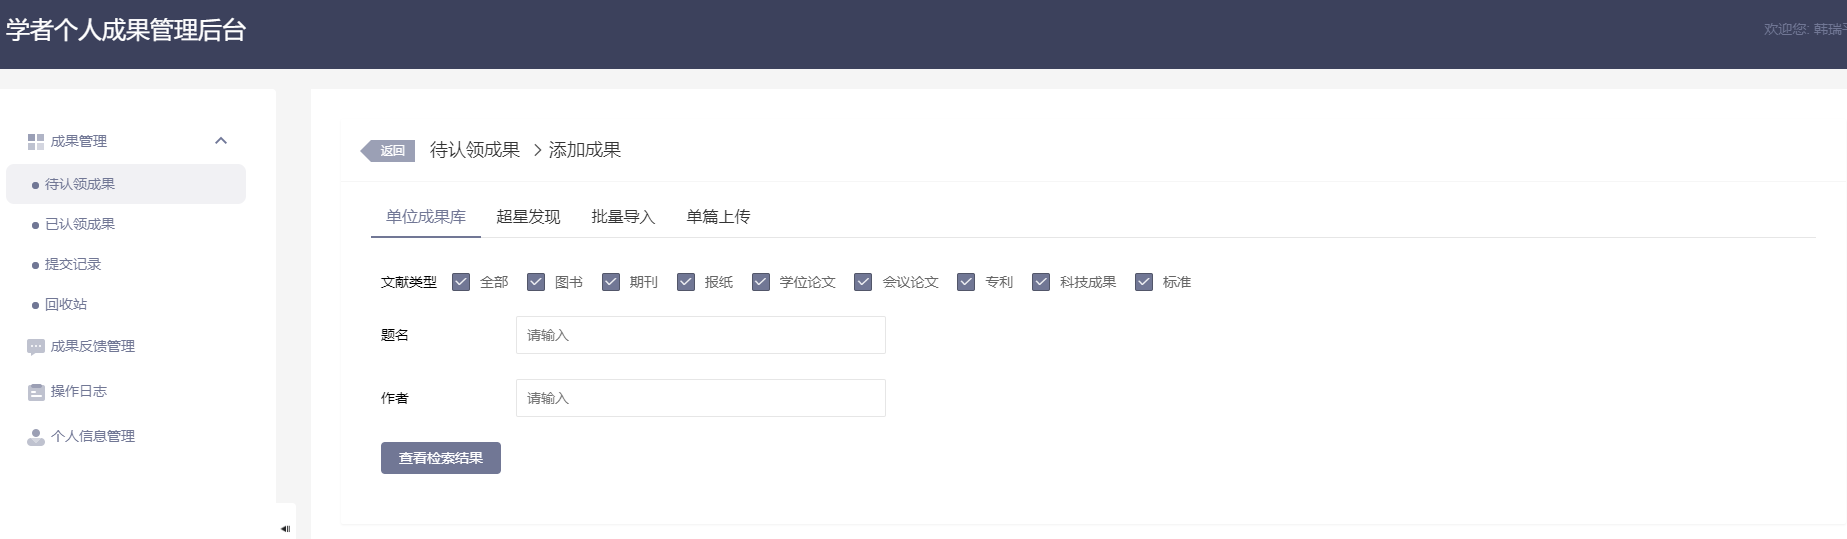 学者个人成果管理后台
欢迎您: 韩瑞
成果管理
待认领成果
已认领成果
提交记录
回收站
成果反馈管理
操作日志
个人信息管理
返回 待认领成果 > 添加成果
单位成果库 超星发现 批量导入 单篇上传
文献类型 全部 图书 期刊 报纸 学位论文 会议论文 专利 科技成果 标准
题名 请输入
作者 请输入
查看检索结果